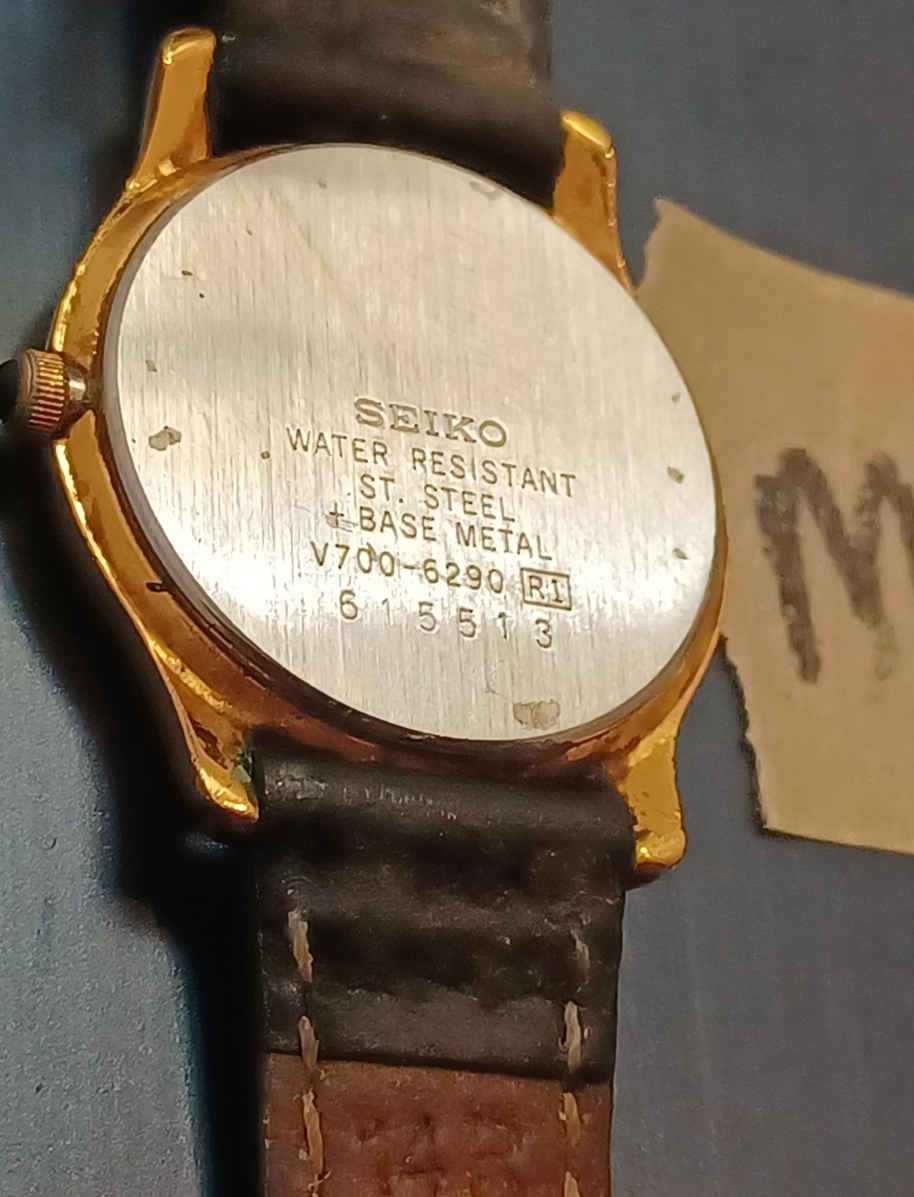 SEIKO
WATER RESISTANT
ST. STEEL
+ BASE METAL
V700-6290 R1
615513
M